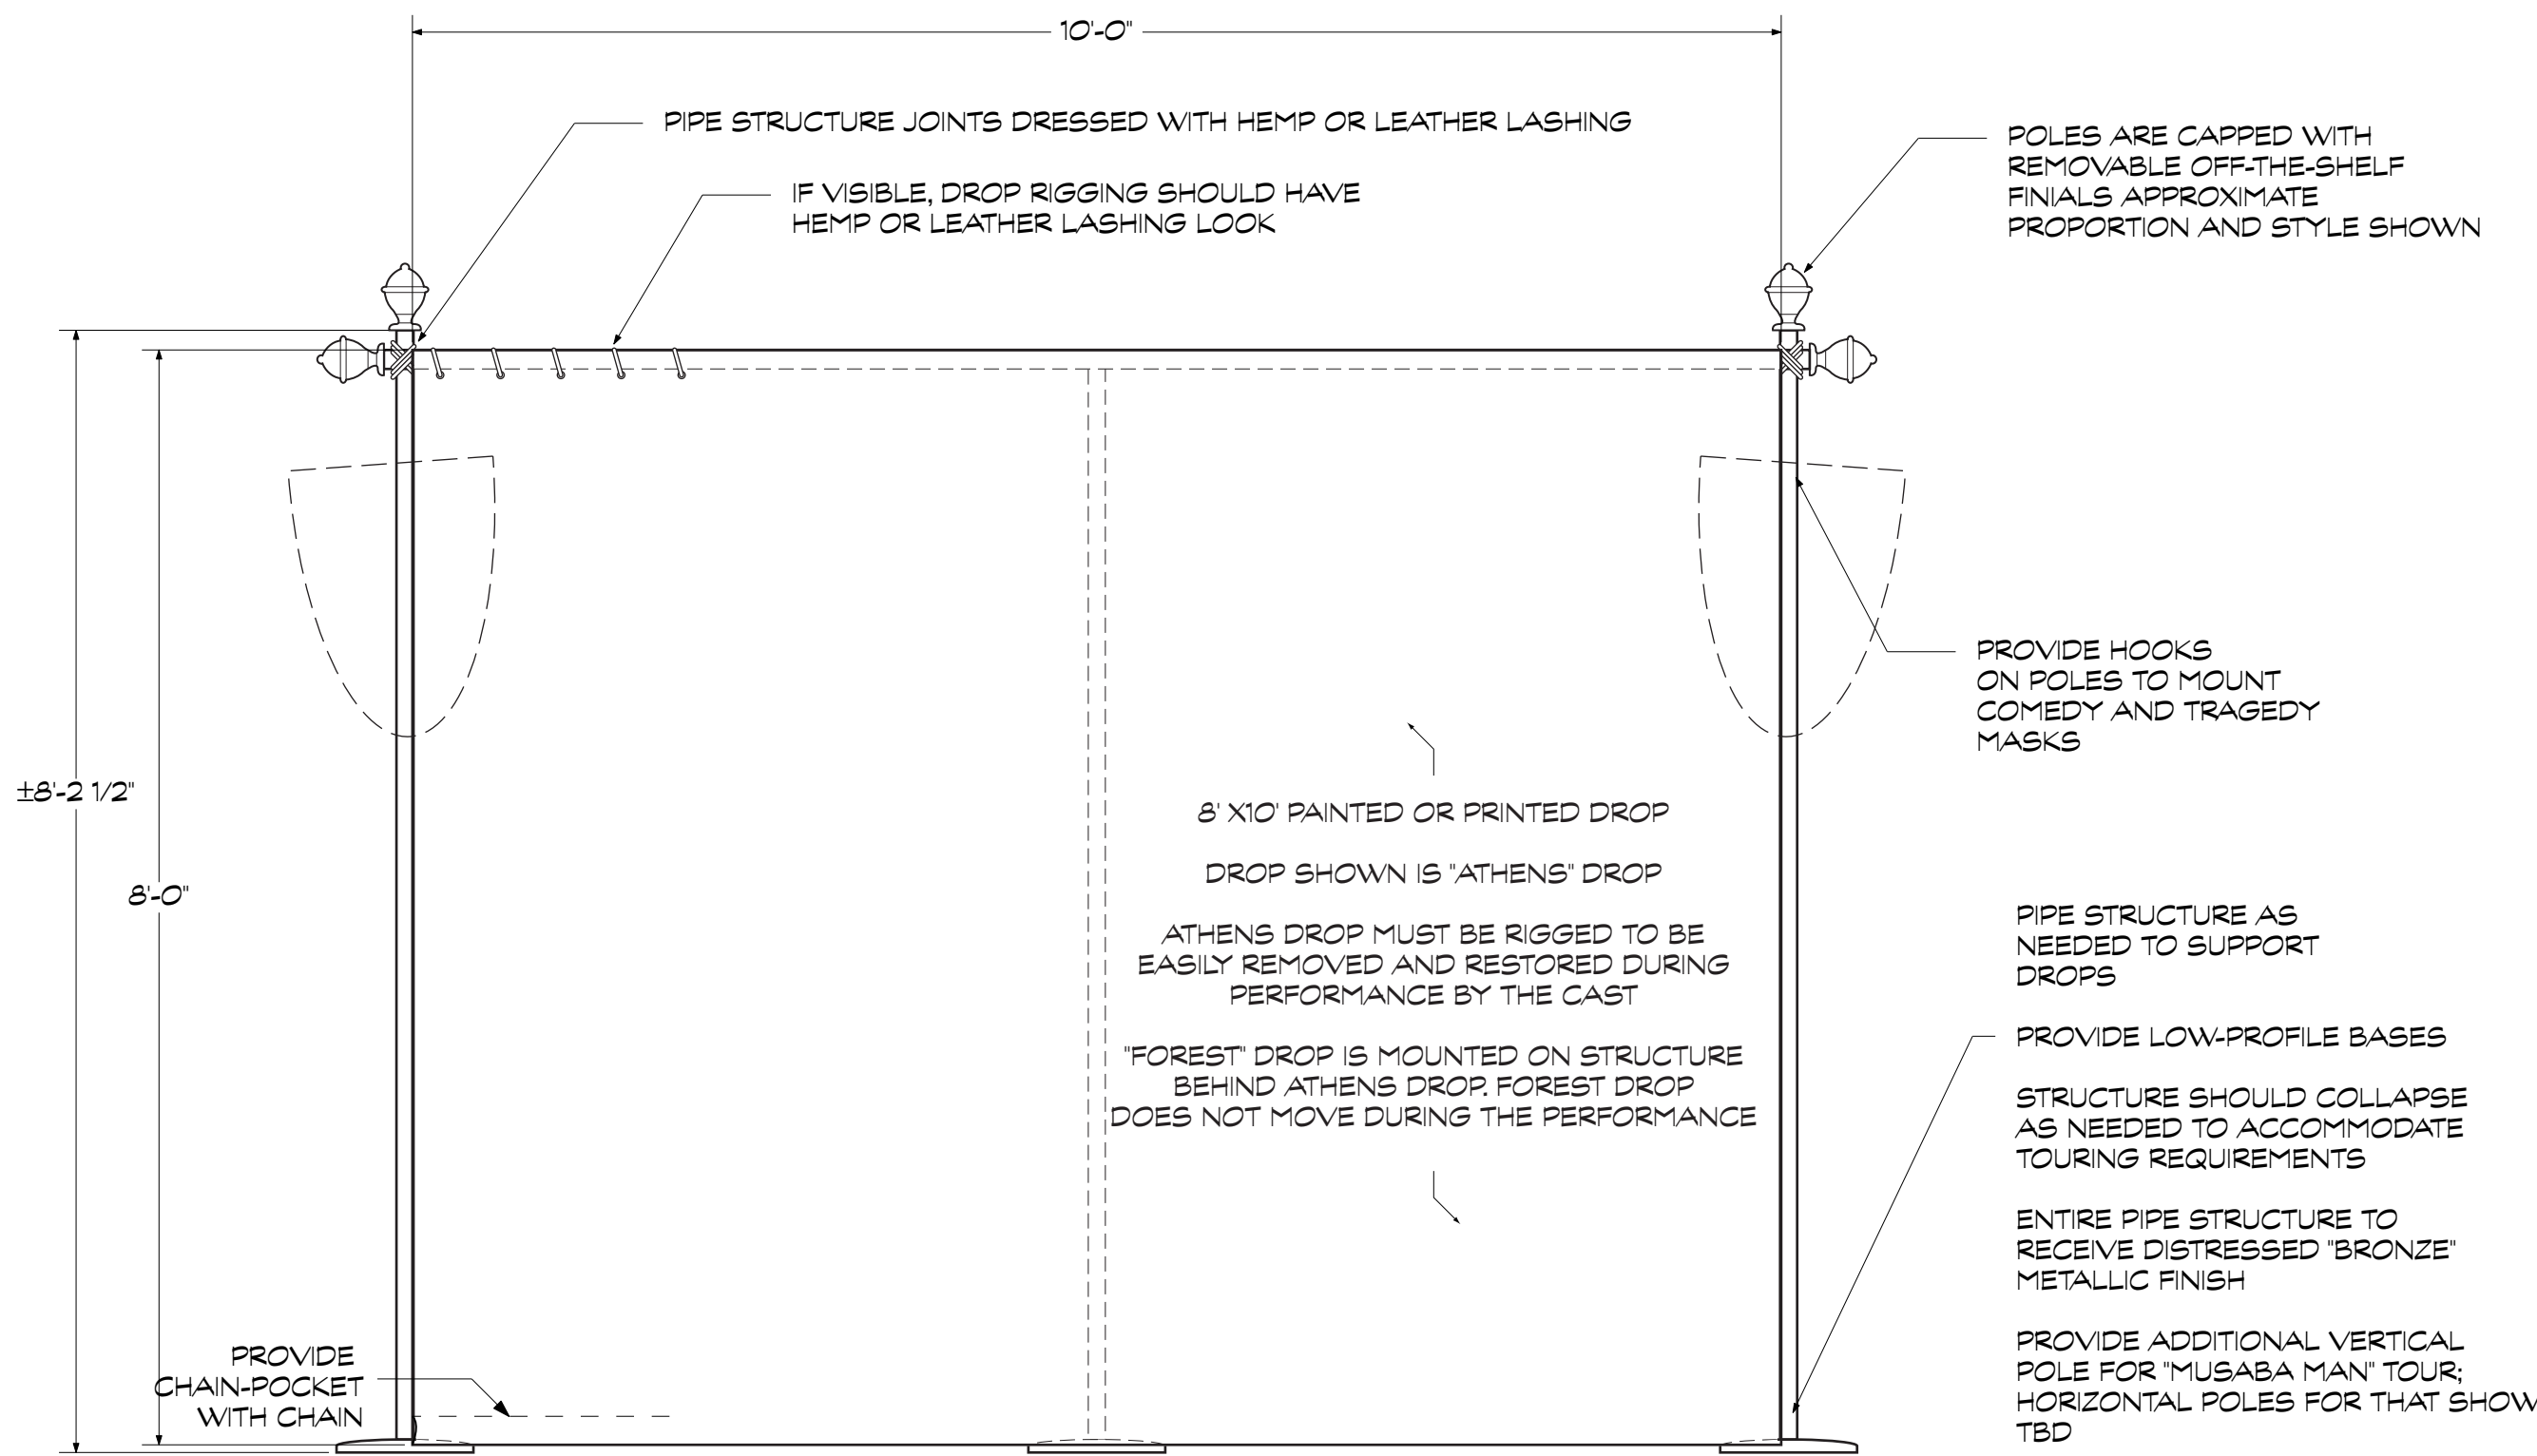 10'-0"
PIPE STRUCTURE JOINTS DRESSED WITH HEMP OR LEATHER LASHING
IF VISIBLE, DROP RIGGING SHOULD HAVE
HEMP OR LEATHER LASHING LOOK
POLES ARE CAPPED WITH
REMOVABLE OFF-THE-SHELF
FINIALS APPROXIMATE
PROPORTION AND STYLE SHOWN
PROVIDE HOOKS
ON POLES TO MOUNT
COMEDY AND TRAGEDY
MASKS
±8'-2 1/2"
8'-0"
8' X10' PAINTED OR PRINTED DROP
DROP SHOWN IS "ATHENS" DROP
ATHENS DROP MUST BE RIGGED TO BE
EASILY REMOVED AND RESTORED DURING
PERFORMANCE BY THE CAST
"FOREST" DROP IS MOUNTED ON STRUCTURE
BEHIND ATHENS DROP. FOREST DROP
DOES NOT MOVE DURING THE PERFORMANCE
PIPE STRUCTURE AS
NEEDED TO SUPPORT
DROPS
PROVIDE LOW-PROFILE BASES
STRUCTURE SHOULD COLLAPSE
AS NEEDED TO ACCOMMODATE
TOURING REQUIREMENTS
ENTIRE PIPE STRUCTURE TO
RECEIVE DISTRESSED "BRONZE"
METALLIC FINISH
PROVIDE ADDITIONAL VERTICAL
POLE FOR "MUSABA MAN" TOUR;
HORIZONTAL POLES FOR THAT SHOW
TBD
PROVIDE
CHAIN-POCKET
WITH CHAIN